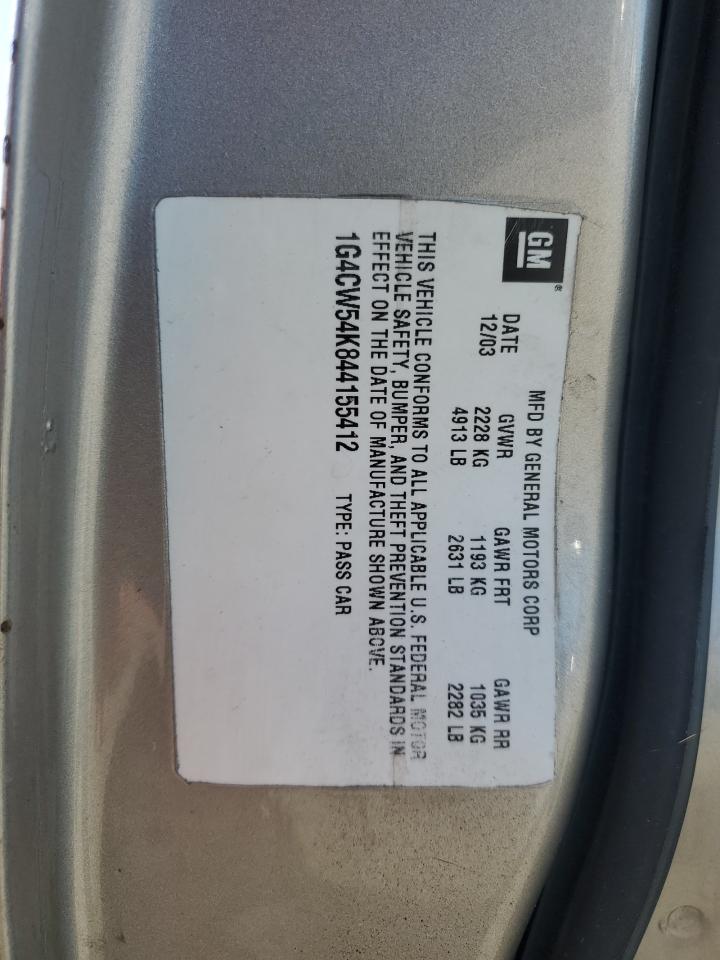 GM ®
MFD BY GENERAL MOTORS CORP
DATE GVWR GAWR FRT GAWR RR
12/03 2228 KG 1193 KG 1035 KG
4913 LB 2631 LB 2282 LB
THIS VEHICLE CONFORMS TO ALL APPLICABLE U.S. FEDERAL MOTOR
VEHICLE SAFETY, BUMPER, AND THEFT PREVENTION STANDARDS IN
EFFECT ON THE DATE OF MANUFACTURE SHOWN ABOVE.
1G4CW54K844155412 TYPE: PASS CAR